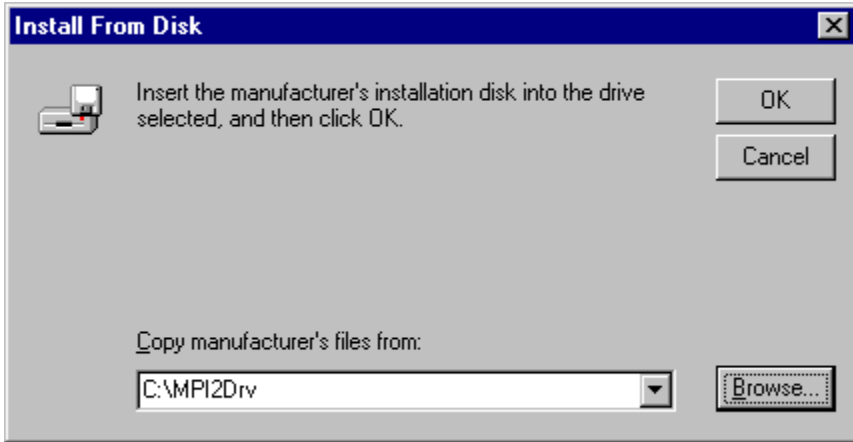 Install From Disk
Insert the manufacturer's installation disk into the drive
selected, and then click OK.
OK
Cancel
Copy manufacturer's files from:
C:\MPI2Drv
Browse...